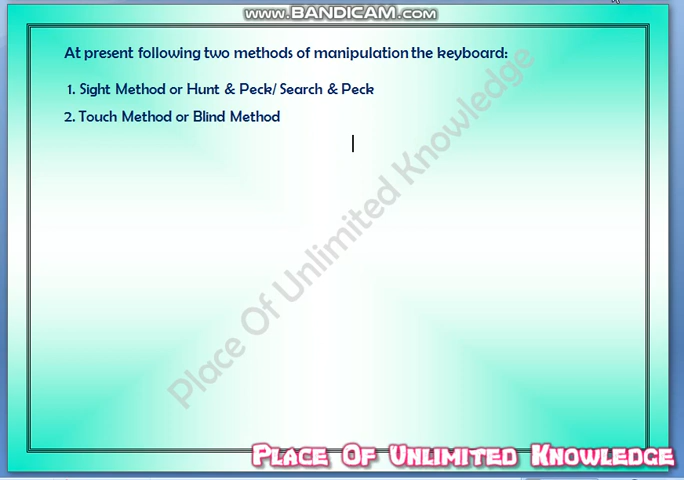 www.BANDICAM.com
At present following two methods of manipulation the keyboard:
1. Sight Method or Hunt & Peck/ Search & Peck
2. Touch Method or Blind Method
Place Of Unlimited Knowledge
Place Of Unlimited Knowledge